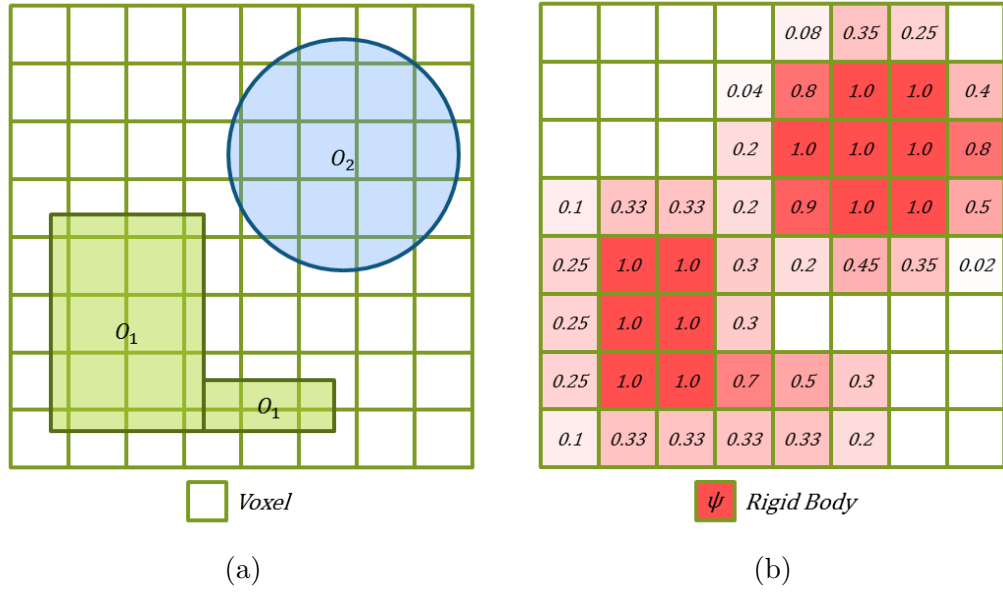 O₂
O₁
O₁
Voxel
(a)
0.08 0.35 0.25
0.04 0.8 1.0 1.0 0.4
0.2 1.0 1.0 1.0 0.8
0.1 0.33 0.33 0.2 0.9 1.0 1.0 0.5
0.25 1.0 1.0 0.3 0.2 0.45 0.35 0.02
0.25 1.0 1.0 0.3
0.25 1.0 1.0 0.7 0.5 0.3
0.1 0.33 0.33 0.33 0.33 0.2
ψ Rigid Body
(b)